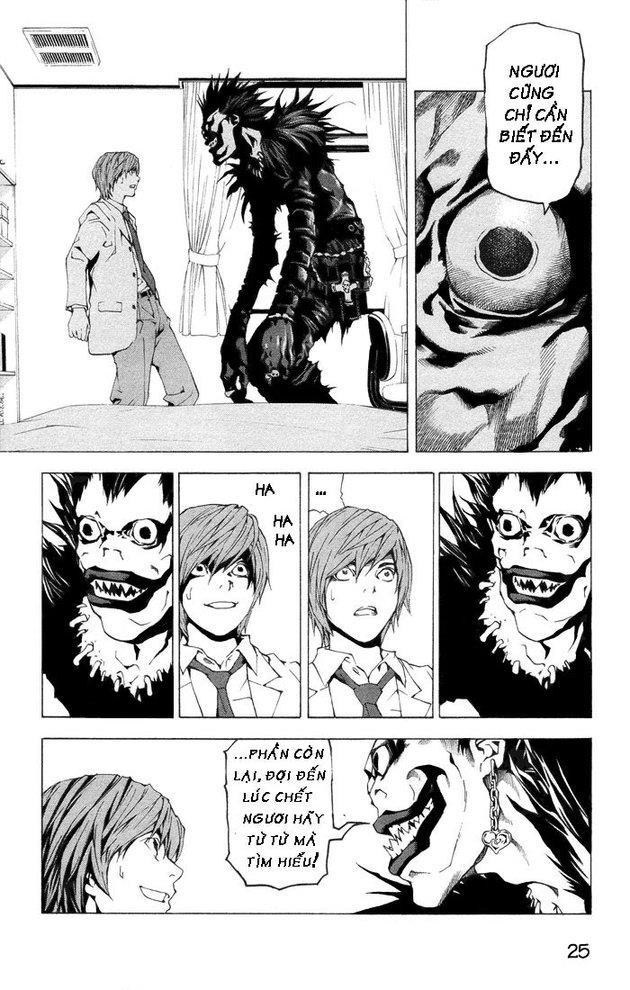 NGƯƠI
CŨNG
CHỈ CẦN
BIẾT ĐẾN
ĐẤY...
...
HA
HA
HA
...PHẦN CÒN
LẠI, ĐỢI ĐẾN
LÚC CHẾT
NGƯƠI HÃY
TỪ TỪ MÀ
TÌM HIỂU!
25